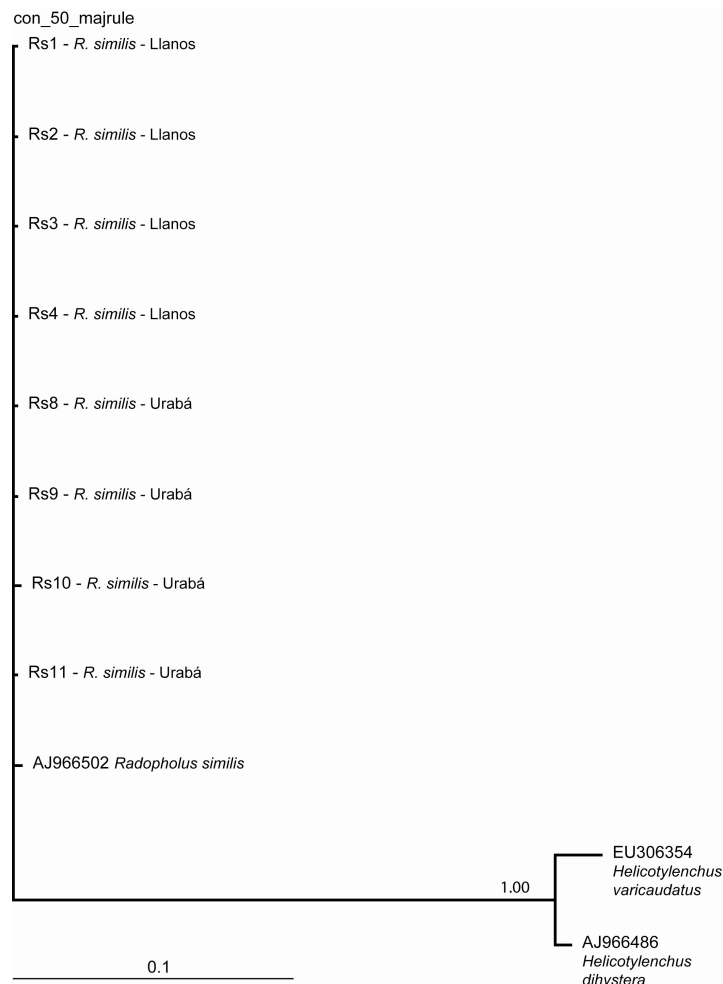 con_50_majrule
Rs1 - R. similis - Llanos
Rs2 - R. similis - Llanos
Rs3 - R. similis - Llanos
Rs4 - R. similis - Llanos
Rs8 - R. similis - Urabá
Rs9 - R. similis - Urabá
Rs10 - R. similis - Urabá
Rs11 - R. similis - Urabá
AJ966502 Radopholus similis
EU306354
Helicotylenchus
varicaudatus
1.00
AJ966486
Helicotylenchus
dihystera
0.1